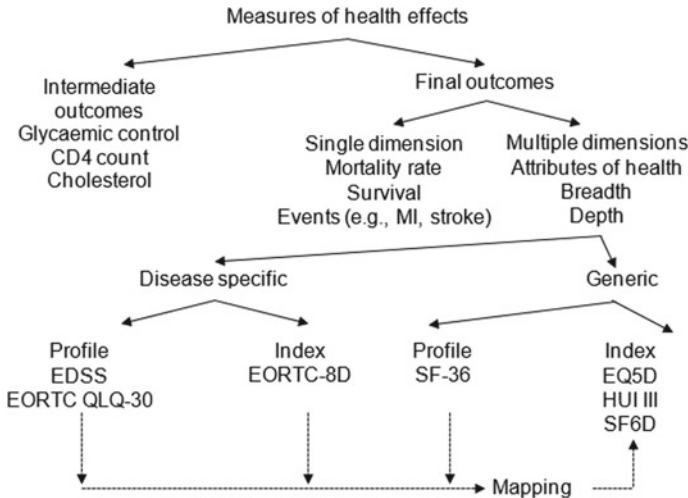 Measures of health effects
Intermediate
outcomes
Glycaemic control
CD4 count
Cholesterol
Final outcomes
Single dimension
Mortality rate
Survival
Events (e.g., MI, stroke)
Multiple dimensions
Attributes of health
Breadth
Depth
Disease specific
Generic
Profile
EDSS
EORTC QLQ-30
Index
EORTC-8D
Profile
SF-36
Index
EQ5D
HUI III
SF6D
Mapping